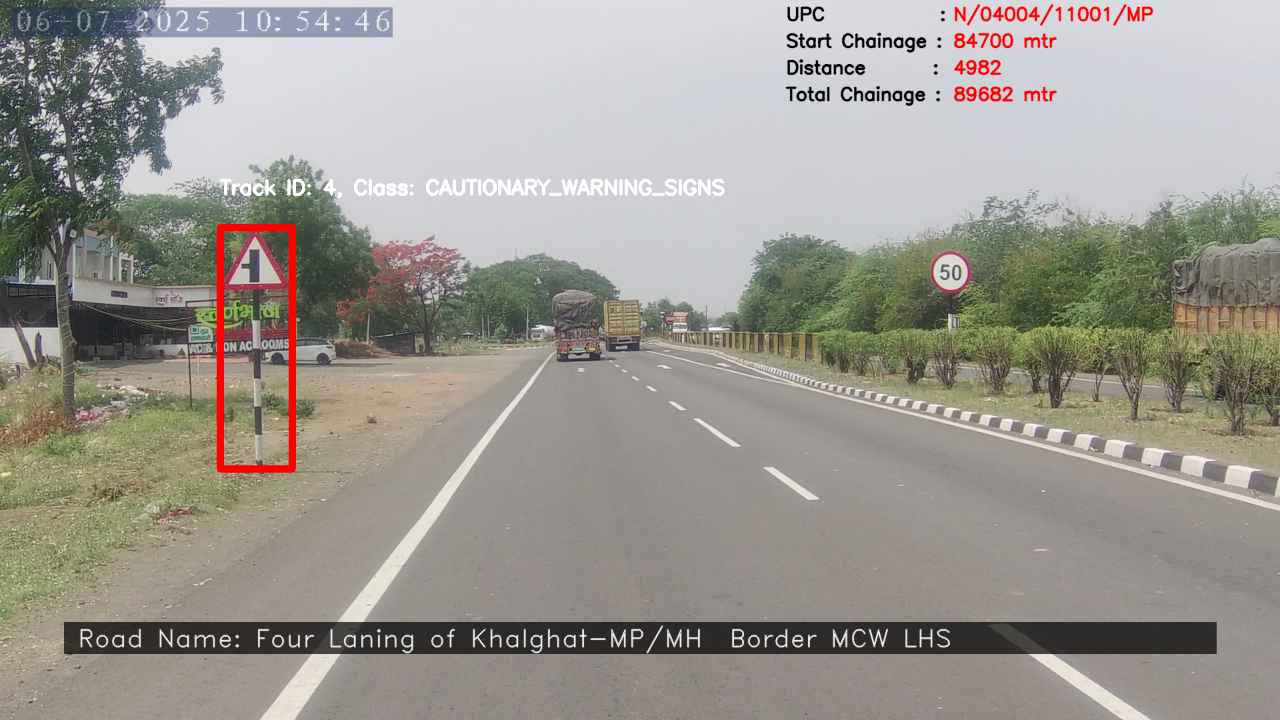 06-07-2025 10:54:46
UPC : N/04004/11001/MP
Start Chainage : 84700 mtr
Distance : 4982
Total Chainage : 89682 mtr
Track ID: 4, Class: CAUTIONARY_WARNING_SIGNS
50
Road Name: Four Laning of Khalghat-MP/MH Border MCW LHS